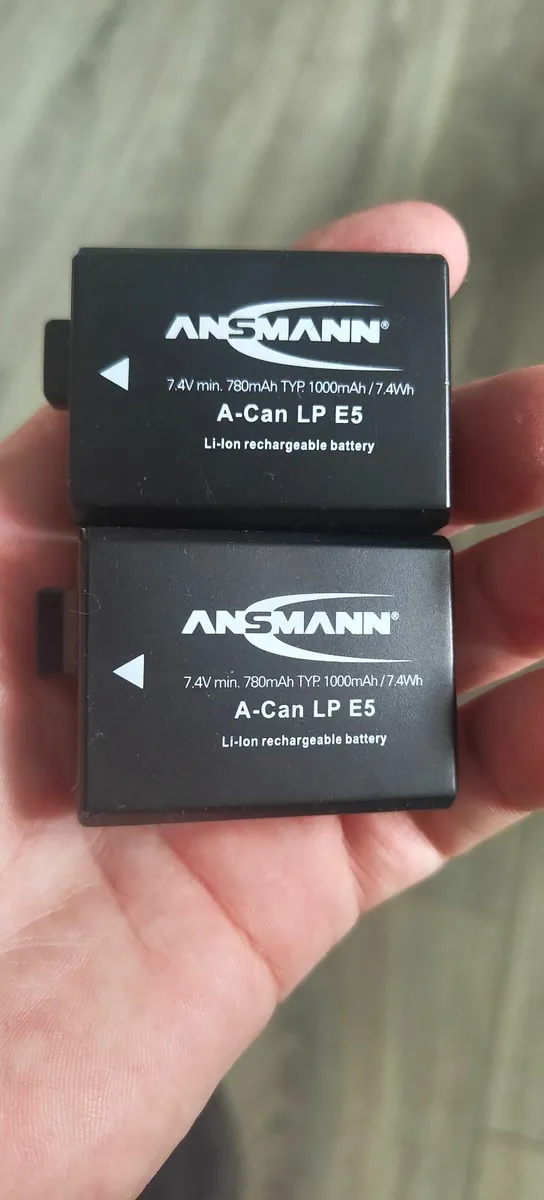 ANSMANN®
7.4V min. 780mAh TYP. 1000mAh / 7.4Wh
A-Can LP E5
Li-Ion rechargeable battery
ANSMANN®
7.4V min. 780mAh TYP. 1000mAh / 7.4Wh
A-Can LP E5
Li-Ion rechargeable battery